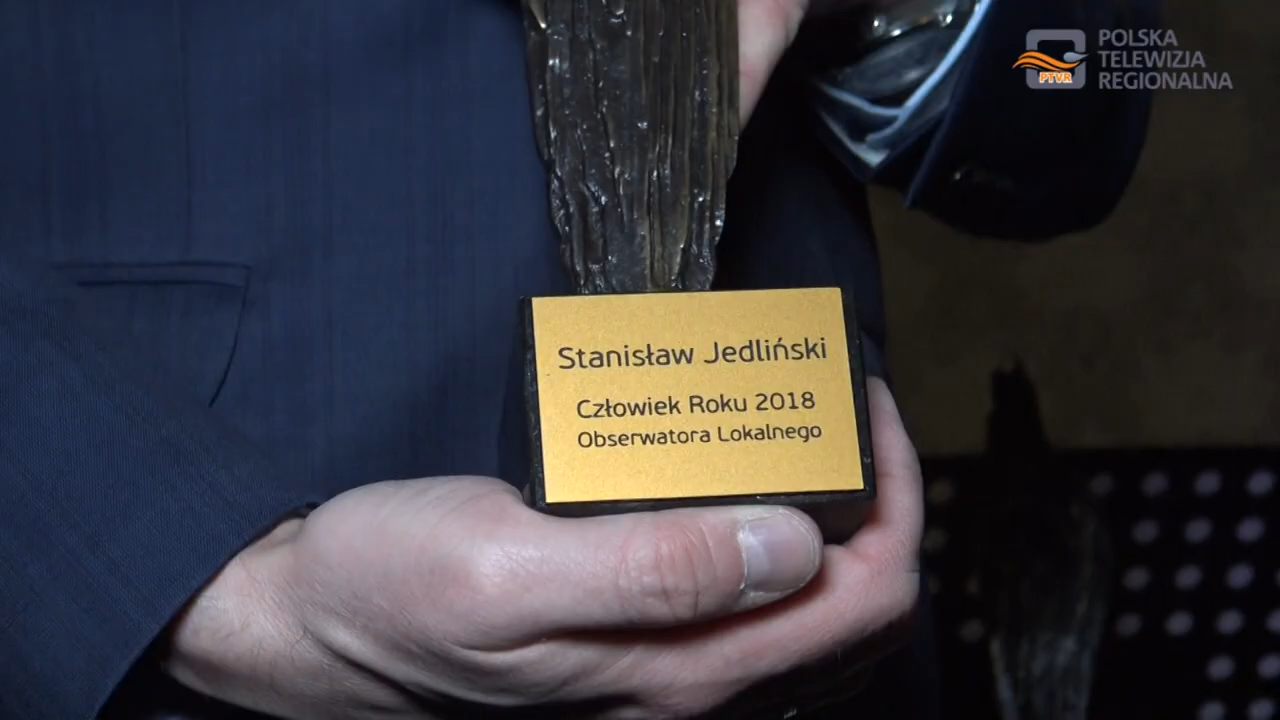 POLSKA
TELEWIZJA
REGIONALNA
PTVR
Stanisław Jedliński
Człowiek Roku 2018
Obserwatora Lokalnego